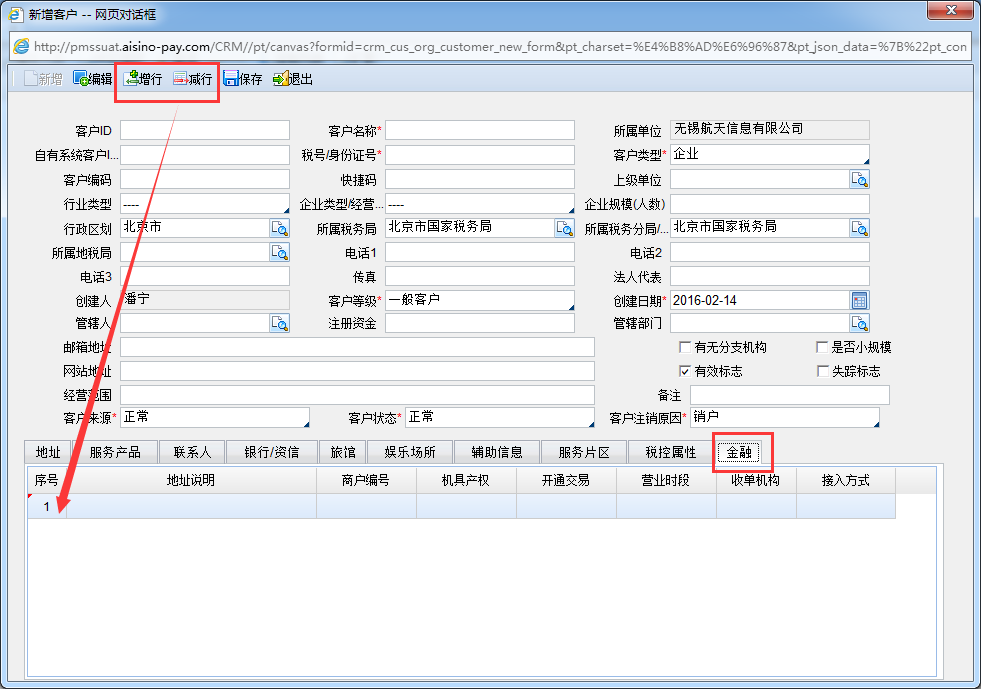 新增客户 -- 网页对话框
http://pmssuat.aisino-pay.com/CRM//pt/canvas?formid=crm_cus_org_customer_new_form&pt_charset=%E4%B8%AD%E6%96%87&pt_json_data=%7B%22pt_con
新增 编辑 增行 减行 保存 退出
客户ID 客户名称* 所属单位 无锡航天信息有限公司
自有系统客户I... 税号/身份证号* 客户类型* 企业
客户编码 快捷码 上级单位
行业类型 ---- 企业类型/经营... ---- 企业规模(人数)
行政区划 北京市 所属税务局 北京市国家税务局 所属税务分局/... 北京市国家税务局
所属地税局 电话1 电话2
电话3 传真 法人代表
创建人 潘宁 客户等级* 一般客户 创建日期* 2016-02-14
管辖人 注册资金 管辖部门
邮箱地址 有无分支机构 是否小规模
网站地址 有效标志 失踪标志
经营范围 备注
客户来源* 正常 客户状态* 正常 客户注销原因* 销户
地址 服务产品 联系人 银行/资信 旅馆 娱乐场所 辅助信息 服务片区 税控属性 金融
序号 地址说明 商户编号 机具产权 开通交易 营业时段 收单机构 接入方式
1